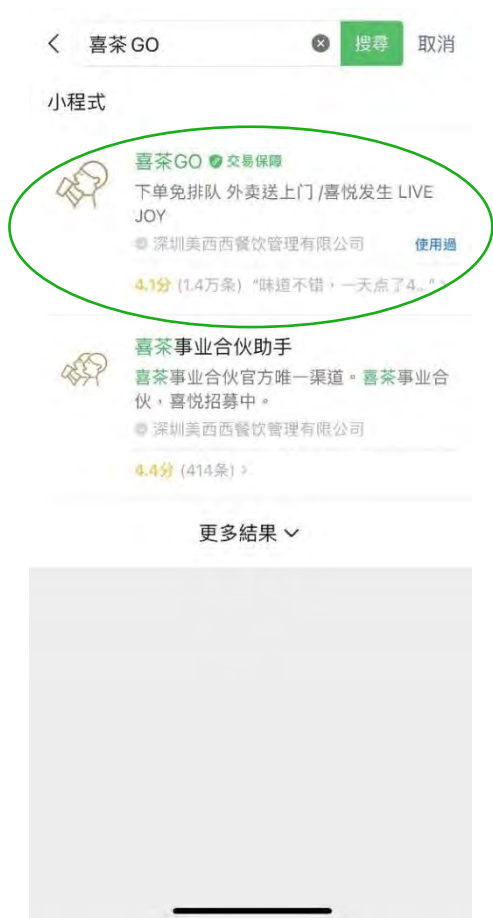 喜茶 GO
搜尋
取消
小程式
喜茶GO 交易保障
下单免排队 外卖送上门 /喜悦发生 LIVE
JOY
深圳美西西餐饮管理有限公司
使用過
4.1分 (1.4万条) “味道不错，一天点了4...” >
喜茶事业合伙助手
喜茶事业合伙官方唯一渠道。喜茶事业合
伙，喜悦招募中。
深圳美西西餐饮管理有限公司
4.4分 (414条) >
更多結果